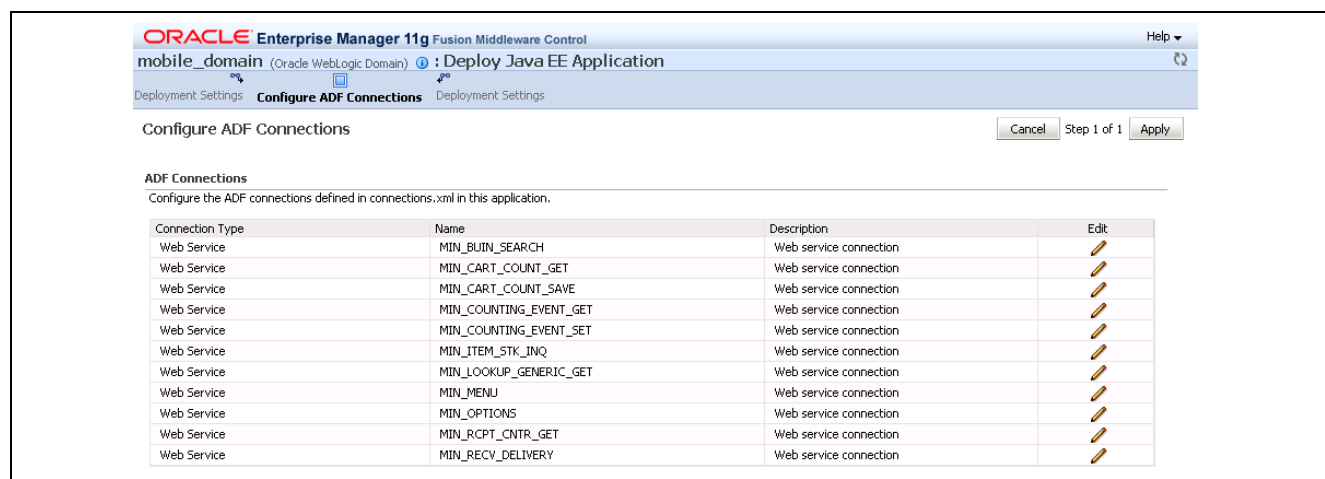 ORACLE Enterprise Manager 11g Fusion Middleware Control Help
mobile_domain (Oracle WebLogic Domain) : Deploy Java EE Application
Deployment Settings Configure ADF Connections Deployment Settings
Configure ADF Connections Cancel Step 1 of 1 Apply
ADF Connections
Configure the ADF connections defined in connections.xml in this application.
Connection Type Name Description Edit
Web Service MIN_BUIN_SEARCH Web service connection
Web Service MIN_CART_COUNT_GET Web service connection
Web Service MIN_CART_COUNT_SAVE Web service connection
Web Service MIN_COUNTING_EVENT_GET Web service connection
Web Service MIN_COUNTING_EVENT_SET Web service connection
Web Service MIN_ITEM_STK_INQ Web service connection
Web Service MIN_LOOKUP_GENERIC_GET Web service connection
Web Service MIN_MENU Web service connection
Web Service MIN_OPTIONS Web service connection
Web Service MIN_RCPT_CNTR_GET Web service connection
Web Service MIN_RECV_DELIVERY Web service connection